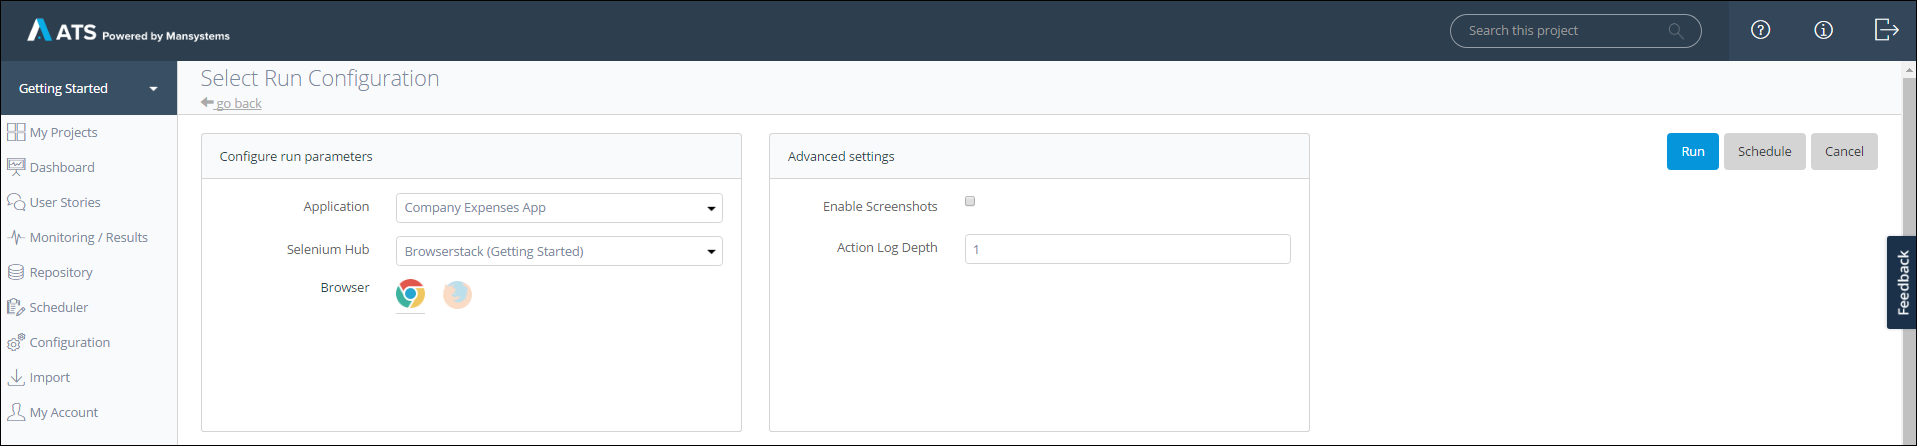 ATS Powered by Mansystems
Search this project
Getting Started
My Projects
Dashboard
User Stories
Monitoring / Results
Repository
Scheduler
Configuration
Import
My Account
Select Run Configuration
go back
Configure run parameters
Application
Company Expenses App
Selenium Hub
Browserstack (Getting Started)
Browser
Advanced settings
Enable Screenshots
Action Log Depth
1
Run
Schedule
Cancel
Feedback